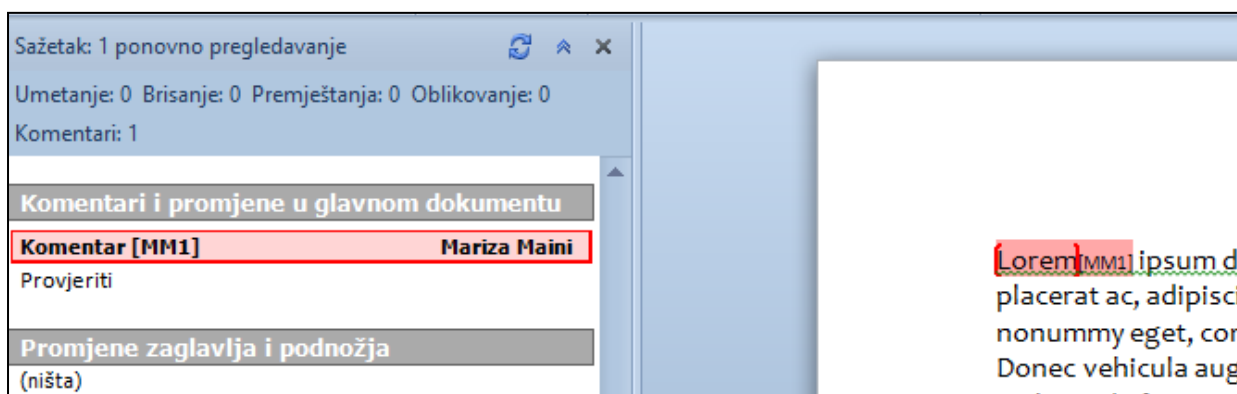 Sažetak: 1 ponovno pregledavanje
Umetanje: 0 Brisanje: 0 Premještanja: 0 Oblikovanje: 0
Komentari: 1
Komentari i promjene u glavnom dokumentu
Komentar [MM1] Mariza Maini
Provjeriti
Promjene zaglavlja i podnožja
(ništa)
Lorem[MM1] ipsum d
placerat ac, adipisci
nonummy eget, cor
Donec vehicula aug